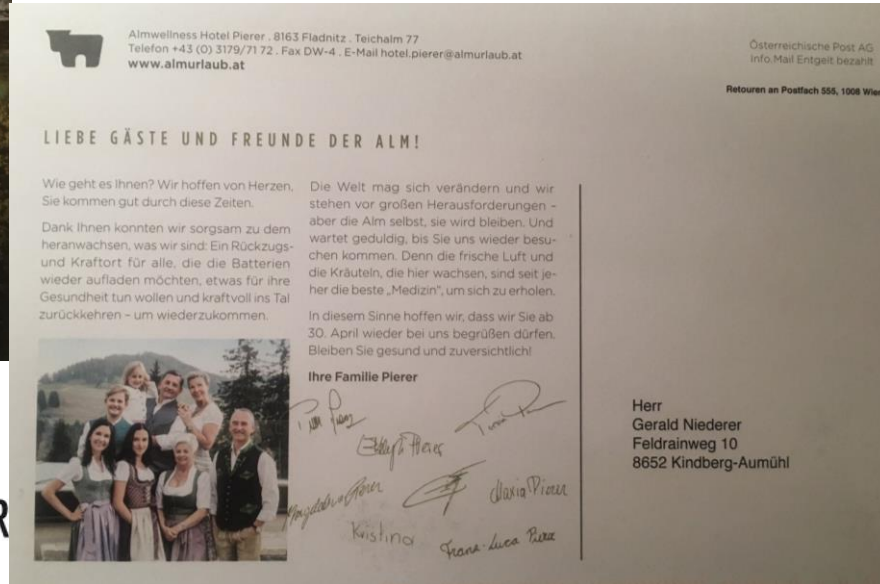 Almwellness Hotel Pierer . 8163 Fladnitz . Teichalm 77
Telefon +43 (0) 3179/71 72 . Fax DW-4 . E-Mail hotel.pierer@almurlaub.at
www.almurlaub.at
Österreichische Post AG
Info.Mail Entgelt bezahlt
Retouren an Postfach 555, 1008 Wien
LIEBE GÄSTE UND FREUNDE DER ALM!
Wie geht es Ihnen? Wir hoffen von Herzen,
Sie kommen gut durch diese Zeiten.
Dank Ihnen konnten wir sorgsam zu dem
heranwachsen, was wir sind: Ein Rückzugs-
und Kraftort für alle, die die Batterien
wieder aufladen möchten, etwas für ihre
Gesundheit tun wollen und kraftvoll ins Tal
zurückkehren – um wiederzukommen.
Die Welt mag sich verändern und wir
stehen vor großen Herausforderungen –
aber die Alm selbst, sie wird bleiben. Und
wartet geduldig, bis Sie uns wieder besu-
chen kommen. Denn die frische Luft und
die Kräuteln, die hier wachsen, sind seit je-
her die beste „Medizin", um sich zu erholen.
In diesem Sinne hoffen wir, dass wir Sie ab
30. April wieder bei uns begrüßen dürfen.
Bleiben Sie gesund und zuversichtlich!
Ihre Familie Pierer
Pierer
Magdalena Pierer
Maria Pierer
Kristina
Franz-Luca Pierer
Herr
Gerald Niederer
Feldrainweg 10
8652 Kindberg-Aumühl
R